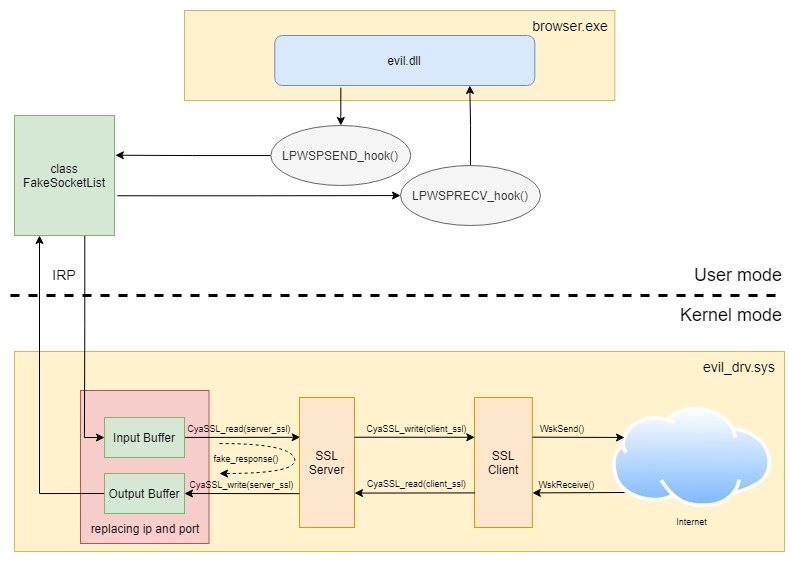 browser.exe
evil.dll
LPWSPSEND_hook()
class
FakeSocketList
LPWSPRECV_hook()
IRP
User mode
Kernel mode
evil_drv.sys
Input Buffer
CyaSSL_read(server_ssl)
SSL
Server
CyaSSL_write(client_ssl)
SSL
Client
WskSend()
fake_response()
Output Buffer
CyaSSL_write(server_ssl)
CyaSSL_read(client_ssl)
WskReceive()
Internet
replacing ip and port